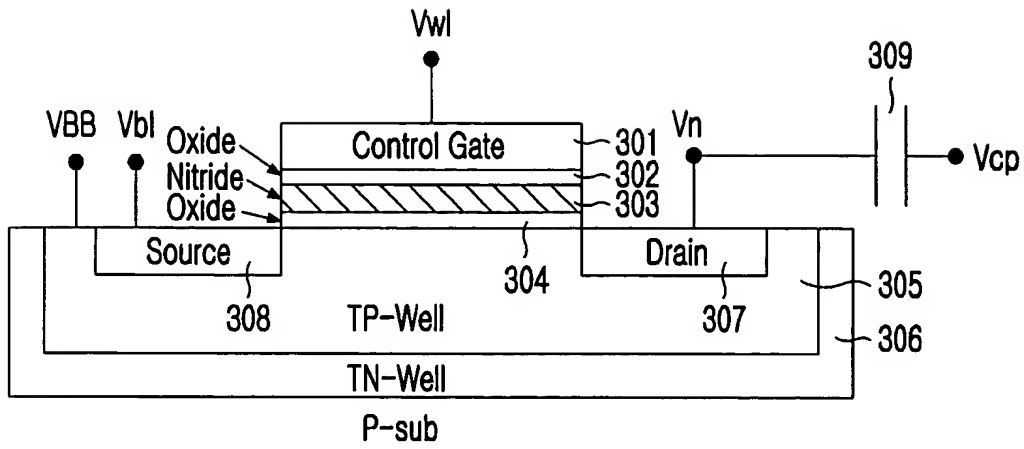 Vwl
309
VBB
Vbl
Vn
Vcp
Oxide
Control Gate
301
302
Nitride
303
Oxide
304
Source
Drain
305
308
TP-Well
307
306
TN-Well
P-sub